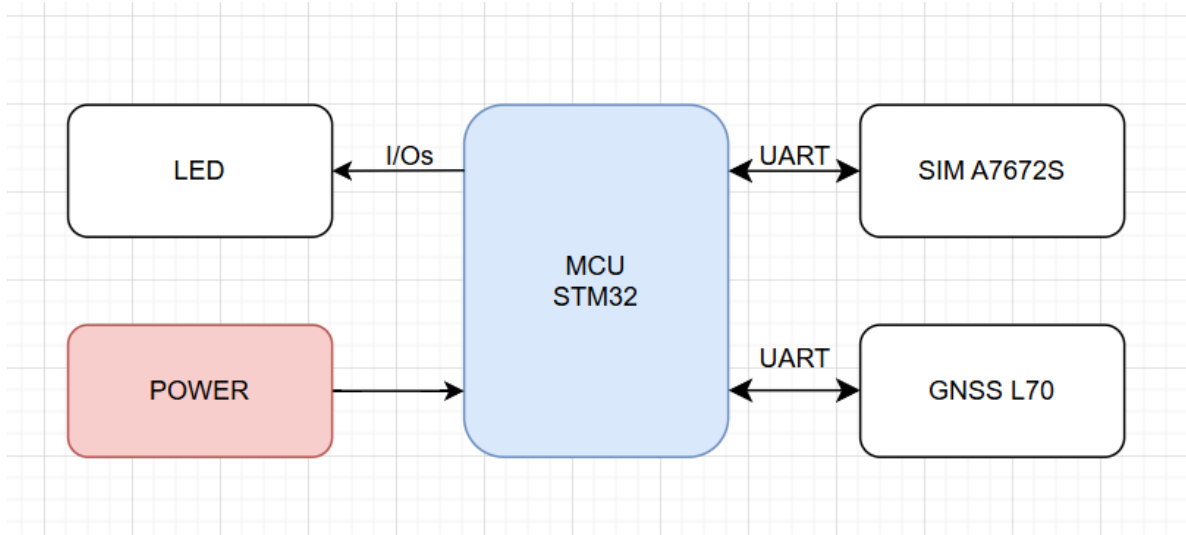 LED
I/Os
MCU
STM32
UART
SIM A7672S
POWER
UART
GNSS L70